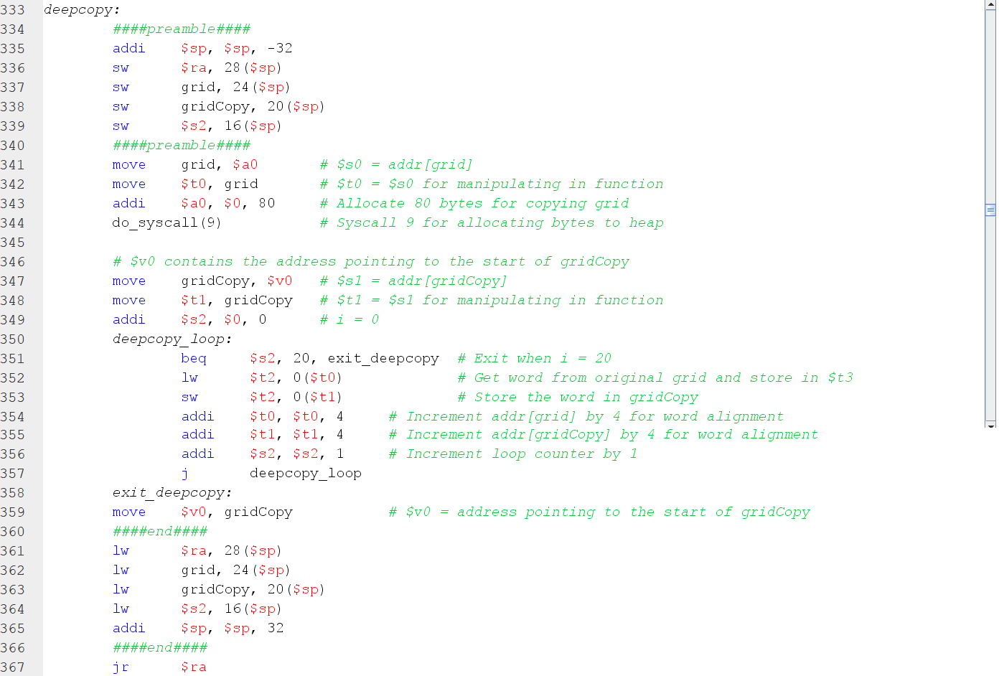 333 deepcopy:
334 ####preamble####
335 addi $sp, $sp, -32
336 sw $ra, 28($sp)
337 sw grid, 24($sp)
338 sw gridCopy, 20($sp)
339 sw $s2, 16($sp)
340 ####preamble####
341 move grid, $a0 # $s0 = addr[grid]
342 move $t0, grid # $t0 = $s0 for manipulating in function
343 addi $a0, $0, 80 # Allocate 80 bytes for copying grid
344 do_syscall(9) # Syscall 9 for allocating bytes to heap
345
346 # $v0 contains the address pointing to the start of gridCopy
347 move gridCopy, $v0 # $s1 = addr[gridCopy]
348 move $t1, gridCopy # $t1 = $s1 for manipulating in function
349 addi $s2, $0, 0 # i = 0
350 deepcopy_loop:
351 beq $s2, 20, exit_deepcopy # Exit when i = 20
352 lw $t2, 0($t0) # Get word from original grid and store in $t3
353 sw $t2, 0($t1) # Store the word in gridCopy
354 addi $t0, $t0, 4 # Increment addr[grid] by 4 for word alignment
355 addi $t1, $t1, 4 # Increment addr[gridCopy] by 4 for word alignment
356 addi $s2, $s2, 1 # Increment loop counter by 1
357 j deepcopy_loop
358 exit_deepcopy:
359 move $v0, gridCopy # $v0 = address pointing to the start of gridCopy
360 ####end####
361 lw $ra, 28($sp)
362 lw grid, 24($sp)
363 lw gridCopy, 20($sp)
364 lw $s2, 16($sp)
365 addi $sp, $sp, 32
366 ####end####
367 jr $ra